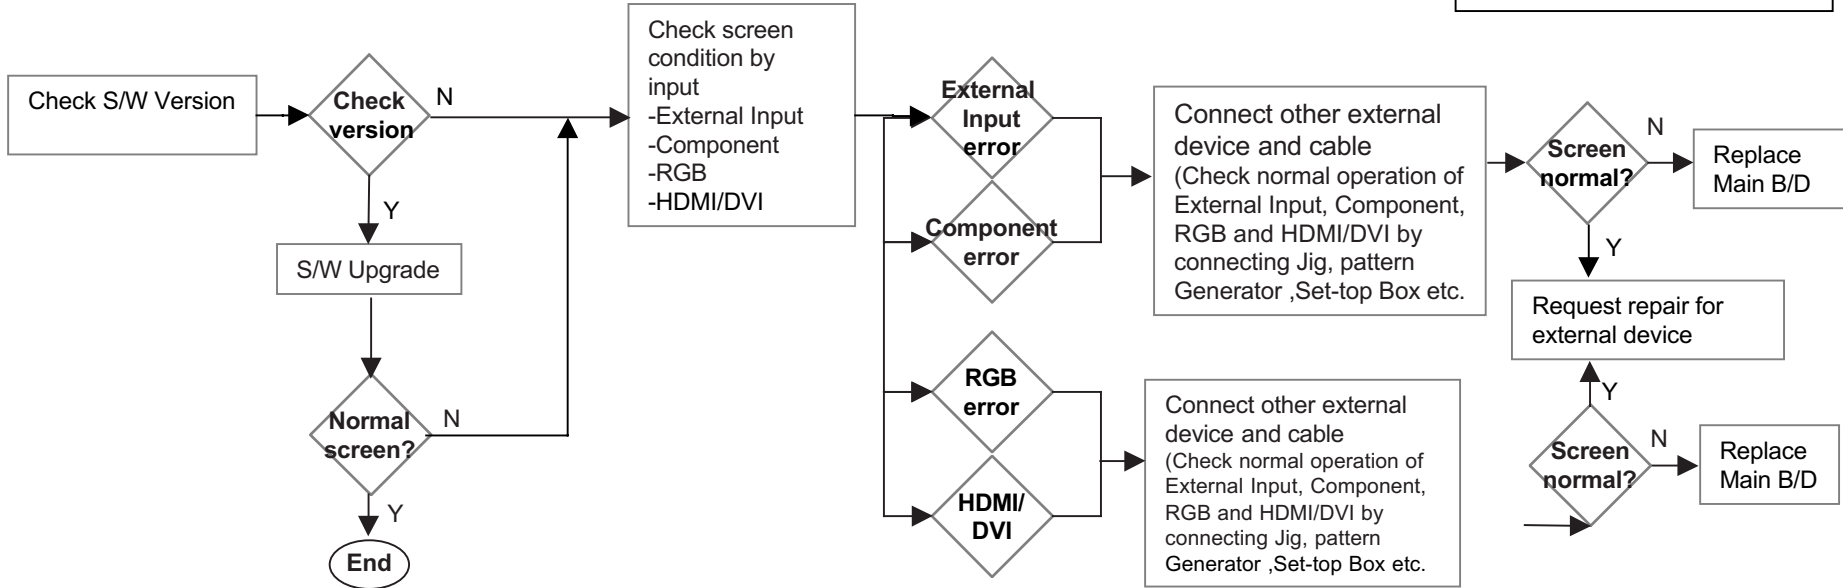 Check S/W Version
Check
version
N
Y
S/W Upgrade
Normal
screen?
N
Y
End
Check screen
condition by
input
-External Input
-Component
-RGB
-HDMI/DVI
External
Input
error
Component
error
RGB
error
HDMI/
DVI
Connect other external
device and cable
(Check normal operation of
External Input, Component,
RGB and HDMI/DVI by
connecting Jig, pattern
Generator ,Set-top Box etc.
Connect other external
device and cable
(Check normal operation of
External Input, Component,
RGB and HDMI/DVI by
connecting Jig, pattern
Generator ,Set-top Box etc.
Screen
normal?
N
Replace
Main B/D
Y
Request repair for
external device
Y
Screen
normal?
N
Replace
Main B/D